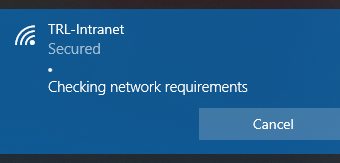 TRL-Intranet
Secured
Checking network requirements
Cancel